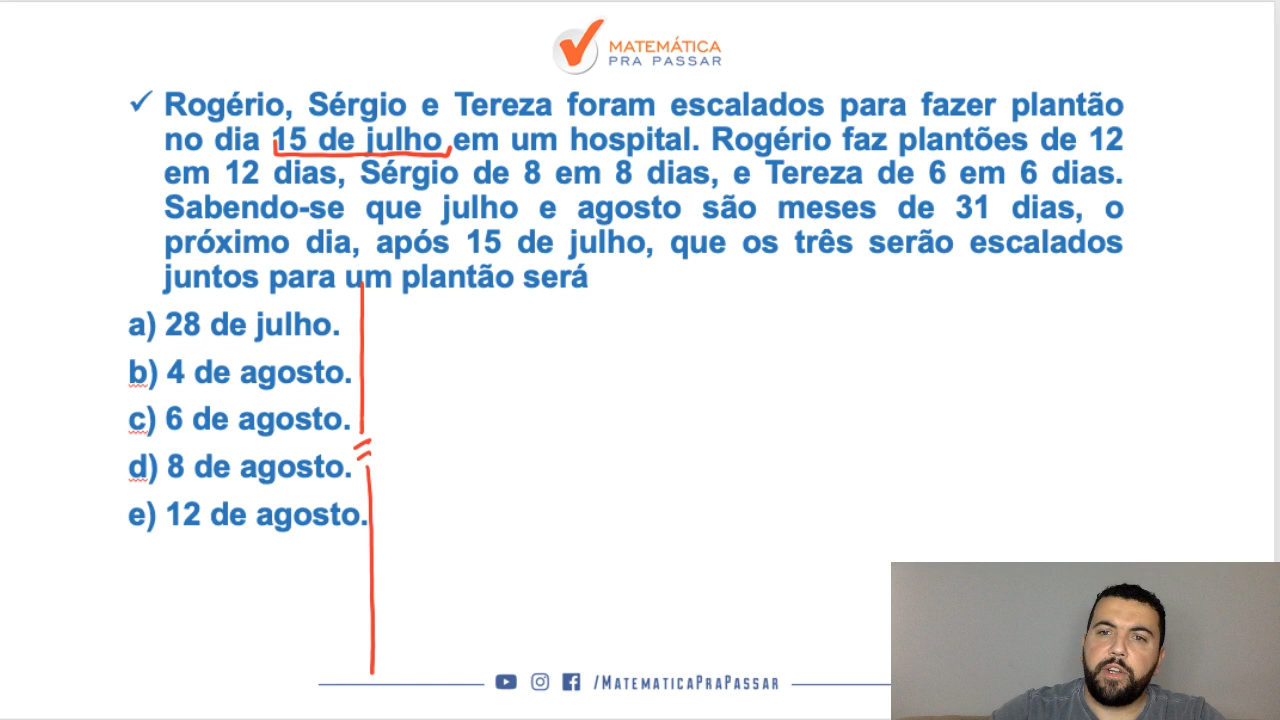 MATEMÁTICA
PRA PASSAR
✓ Rogério, Sérgio e Tereza foram escalados para fazer plantão
no dia 15 de julho em um hospital. Rogério faz plantões de 12
em 12 dias, Sérgio de 8 em 8 dias, e Tereza de 6 em 6 dias.
Sabendo-se que julho e agosto são meses de 31 dias, o
próximo dia, após 15 de julho, que os três serão escalados
juntos para um plantão será
a) 28 de julho.
b) 4 de agosto.
c) 6 de agosto.
d) 8 de agosto.
e) 12 de agosto.
/MATEMATICAPRAPASSAR